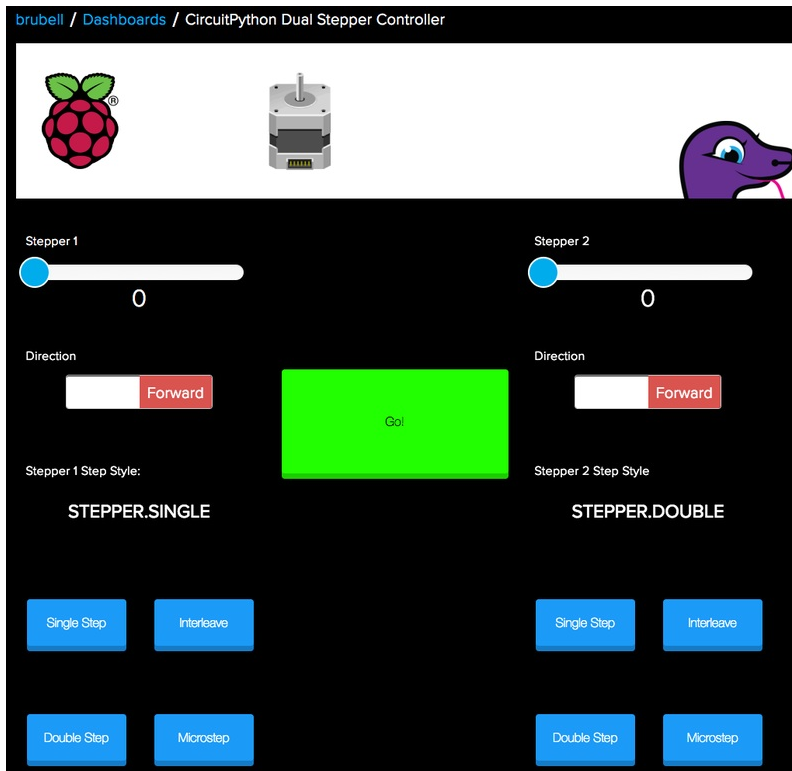 brubell / Dashboards / CircuitPython Dual Stepper Controller
®
Stepper 1
0
Direction
Forward
Stepper 1 Step Style:
STEPPER.SINGLE
Single Step
Interleave
Double Step
Microstep
Go!
Stepper 2
0
Direction
Forward
Stepper 2 Step Style
STEPPER.DOUBLE
Single Step
Interleave
Double Step
Microstep